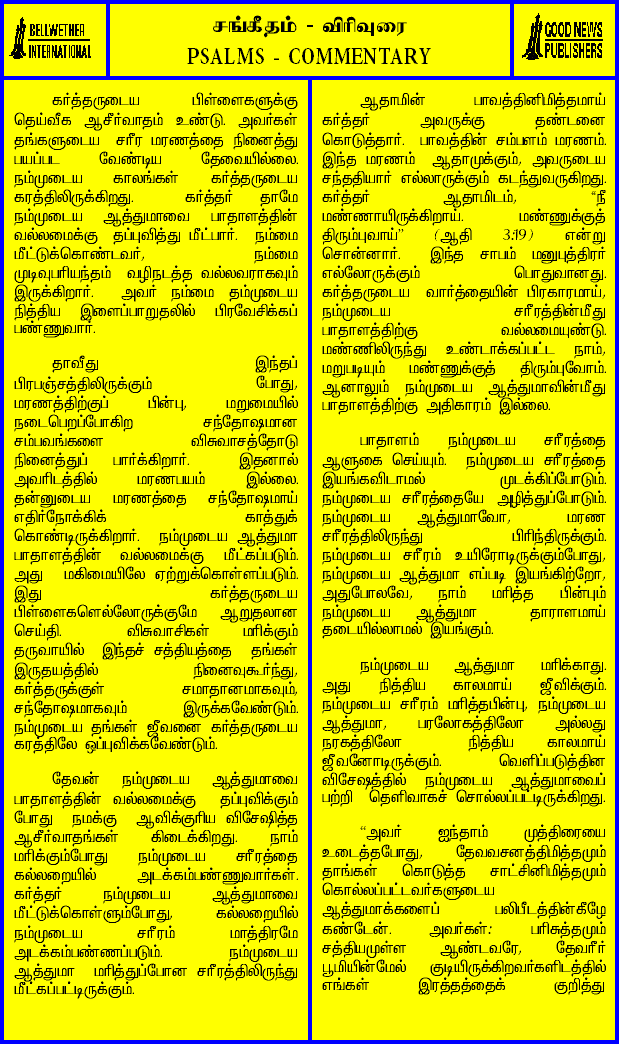 BELLWETHER
INTERNATIONAL
சங்கீதம் - விரிவுரை
PSALMS - COMMENTARY
GOOD NEWS
PUBLISHERS
கர்த்தருடைய பிள்ளைகளுக்கு
தெய்வீக ஆசீர்வாதம் உண்டு. அவர்கள்
தங்களுடைய சரீர மரணத்தை நினைத்து
பயப்பட வேண்டிய தேவையில்லை.
நம்முடைய காலங்கள் கர்த்தருடைய
கரத்திலிருக்கிறது. கர்த்தர் தாமே
நம்முடைய ஆத்துமாவை பாதாளத்தின்
வல்லமைக்கு தப்புவித்து மீட்பார். நம்மை
மீட்டுக்கொண்டவர், நம்மை
முடிவுபரியந்தம் வழிநடத்த வல்லவராகவும்
இருக்கிறார். அவர் நம்மை தம்முடைய
நித்திய இளைப்பாறுதலில் பிரவேசிக்கப்
பண்ணுவார்.
தாவீது இந்தப்
பிரபஞ்சத்திலிருக்கும் போது,
மரணத்திற்குப் பின்பு, மறுமையில்
நடைபெறப்போகிற சந்தோஷமான
சம்பவங்களை விசுவாசத்தோடு
நினைத்துப் பார்க்கிறார். இதனால்
அவரிடத்தில் மரணபயம் இல்லை.
தன்னுடைய மரணத்தை சந்தோஷமாய்
எதிர்நோக்கிக் காத்துக்
கொண்டிருக்கிறார். நம்முடைய ஆத்துமா
பாதாளத்தின் வல்லமைக்கு மீட்கப்படும்.
அது மகிமையிலே ஏற்றுக்கொள்ளப்படும்.
இது கர்த்தருடைய
பிள்ளைகளெல்லோருக்குமே ஆறுதலான
செய்தி. விசுவாசிகள் மரிக்கும்
தருவாயில் இந்தச் சத்தியத்தை தங்கள்
இருதயத்தில் நினைவுகூர்ந்து,
கர்த்தருக்குள் சமாதானமாகவும்,
சந்தோஷமாகவும் இருக்கவேண்டும்.
நம்முடைய தங்கள் ஜீவனை கர்த்தருடைய
கரத்திலே ஒப்புவிக்கவேண்டும்.
தேவன் நம்முடைய ஆத்துமாவை
பாதாளத்தின் வல்லமைக்கு தப்புவிக்கும்
போது நமக்கு ஆவிக்குரிய விசேஷித்த
ஆசீர்வாதங்கள் கிடைக்கிறது. நாம்
மரிக்கும்போது நம்முடைய சரீரத்தை
கல்லறையில் அடக்கம்பண்ணுவார்கள்.
கர்த்தர் நம்முடைய ஆத்துமாவை
மீட்டுக்கொள்ளும்போது, கல்லறையில்
நம்முடைய சரீரம் மாத்திரமே
அடக்கம்பண்ணப்படும். நம்முடைய
ஆத்துமா மரித்துப்போன சரீரத்திலிருந்து
மீட்கப்பட்டிருக்கும்.
ஆதாமின் பாவத்தினிமித்தமாய்
கர்த்தர் அவருக்கு தண்டனை
கொடுத்தார். பாவத்தின் சம்பளம் மரணம்.
இந்த மரணம் ஆதாமுக்கும், அவருடைய
சந்ததியார் எல்லாருக்கும் கடந்துவருகிறது.
கர்த்தர் ஆதாமிடம், "நீ
மண்ணாயிருக்கிறாய். மண்ணுக்குத்
திரும்புவாய்" (ஆதி 3:19) என்று
சொன்னார். இந்த சாபம் மனுபுத்திரர்
எல்லோருக்கும் பொதுவானது.
கர்த்தருடைய வார்த்தையின் பிரகாரமாய்,
நம்முடைய சரீரத்தின்மீது
பாதாளத்திற்கு வல்லமையுண்டு.
மண்ணிலிருந்து உண்டாக்கப்பட்ட நாம்,
மறுபடியும் மண்ணுக்குத் திரும்புவோம்.
ஆனாலும் நம்முடைய ஆத்துமாவின்மீது
பாதாளத்திற்கு அதிகாரம் இல்லை.
பாதாளம் நம்முடைய சரீரத்தை
ஆளுகை செய்யும். நம்முடைய சரீரத்தை
இயங்கவிடாமல் முடக்கிப்போடும்.
நம்முடைய சரீரத்தையே அழித்துப்போடும்.
நம்முடைய ஆத்துமாவோ, மரண
சரீரத்திலிருந்து பிரிந்திருக்கும்.
நம்முடைய சரீரம் உயிரோடிருக்கும்போது,
நம்முடைய ஆத்துமா எப்படி இயங்கிற்றோ,
அதுபோலவே, நாம் மரித்த பின்பும்
நம்முடைய ஆத்துமா தாராளமாய்
தடையில்லாமல் இயங்கும்.
நம்முடைய ஆத்துமா மரிக்காது.
அது நித்திய காலமாய் ஜீவிக்கும்.
நம்முடைய சரீரம் மரித்தபின்பு, நம்முடைய
ஆத்துமா, பரலோகத்திலோ அல்லது
நரகத்திலோ நித்திய காலமாய்
ஜீவனோடிருக்கும். வெளிப்படுத்தின
விசேஷத்தில் நம்முடைய ஆத்துமாவைப்
பற்றி தெளிவாகச் சொல்லப்பட்டிருக்கிறது.
"அவர் ஐந்தாம் முத்திரையை
உடைத்தபோது, தேவவசனத்திமித்தமும்
தாங்கள் கொடுத்த சாட்சினிமித்தமும்
கொல்லப்பட்டவர்களுடைய
ஆத்துமாக்களைப் பலிபீடத்தின்கீழே
கண்டேன். அவர்கள்: பரிசுத்தமும்
சத்தியமுள்ள ஆண்டவரே, தேவரீர்
பூமியின்மேல் குடியிருக்கிறவர்களிடத்தில்
எங்கள் இரத்தத்தைக் குறித்து